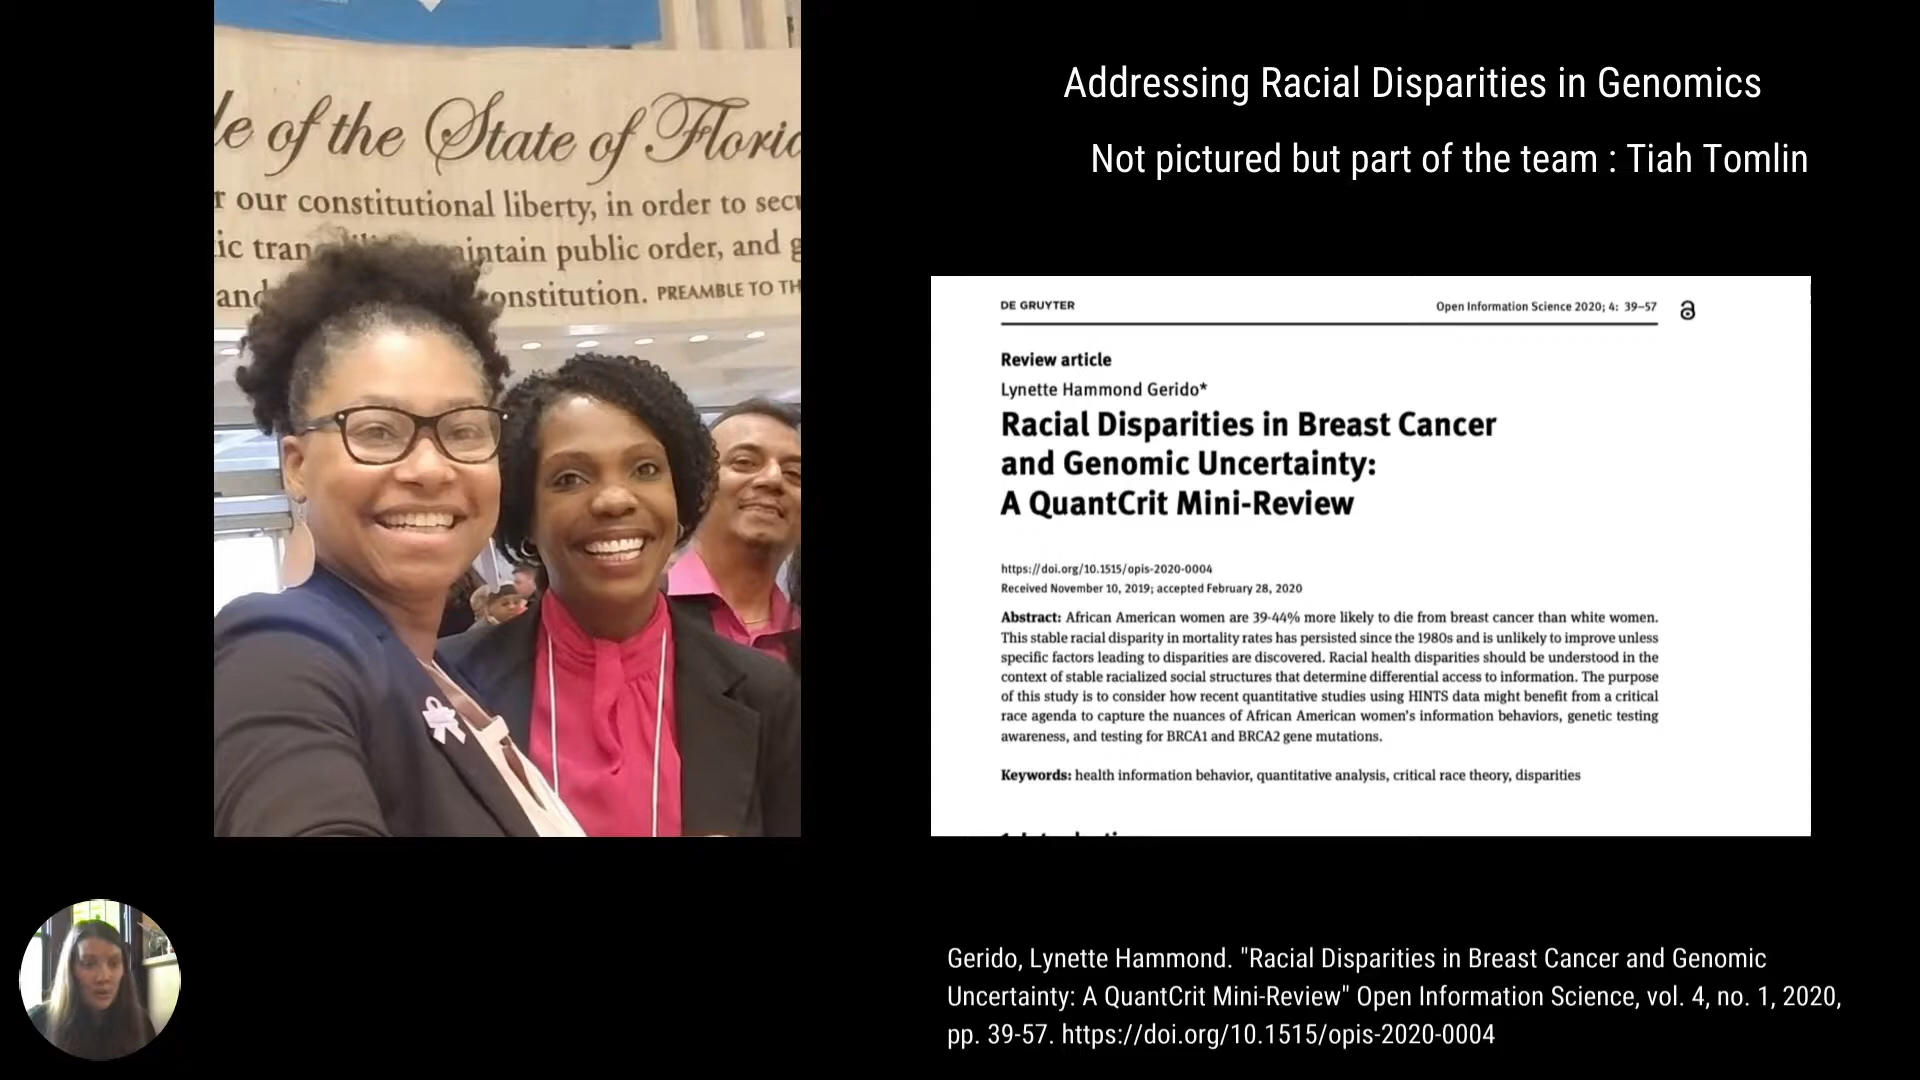 le of the State of Floric
r our constitutional liberty, in order to secu
ic tran aintain public order, and g
and onstitution. PREAMBLE TO TH
Addressing Racial Disparities in Genomics
Not pictured but part of the team : Tiah Tomlin
DE GRUYTER
Open Information Science 2020; 4: 39–57
Review article
Lynette Hammond Gerido*
Racial Disparities in Breast Cancer
and Genomic Uncertainty:
A QuantCrit Mini-Review
https://doi.org/10.1515/opis-2020-0004
Received November 10, 2019; accepted February 28, 2020
Abstract: African American women are 39-44% more likely to die from breast cancer than white women.
This stable racial disparity in mortality rates has persisted since the 1980s and is unlikely to improve unless
specific factors leading to disparities are discovered. Racial health disparities should be understood in the
context of stable racialized social structures that determine differential access to information. The purpose
of this study is to consider how recent quantitative studies using HINTS data might benefit from a critical
race agenda to capture the nuances of African American women's information behaviors, genetic testing
awareness, and testing for BRCA1 and BRCA2 gene mutations.
Keywords: health information behavior, quantitative analysis, critical race theory, disparities
Gerido, Lynette Hammond. "Racial Disparities in Breast Cancer and Genomic
Uncertainty: A QuantCrit Mini-Review" Open Information Science, vol. 4, no. 1, 2020,
pp. 39-57. https://doi.org/10.1515/opis-2020-0004